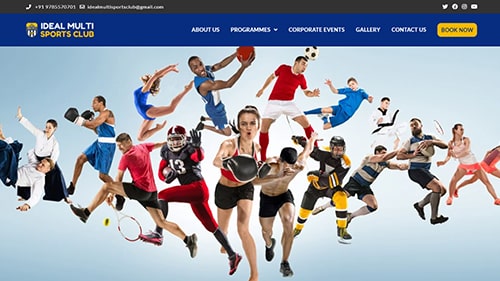 +91 9785570701 idealmultisportsclub@gmail.com
IDEAL MULTI
SPORTS CLUB
ABOUT US PROGRAMMES CORPORATE EVENTS GALLERY CONTACT US BOOK NOW
33